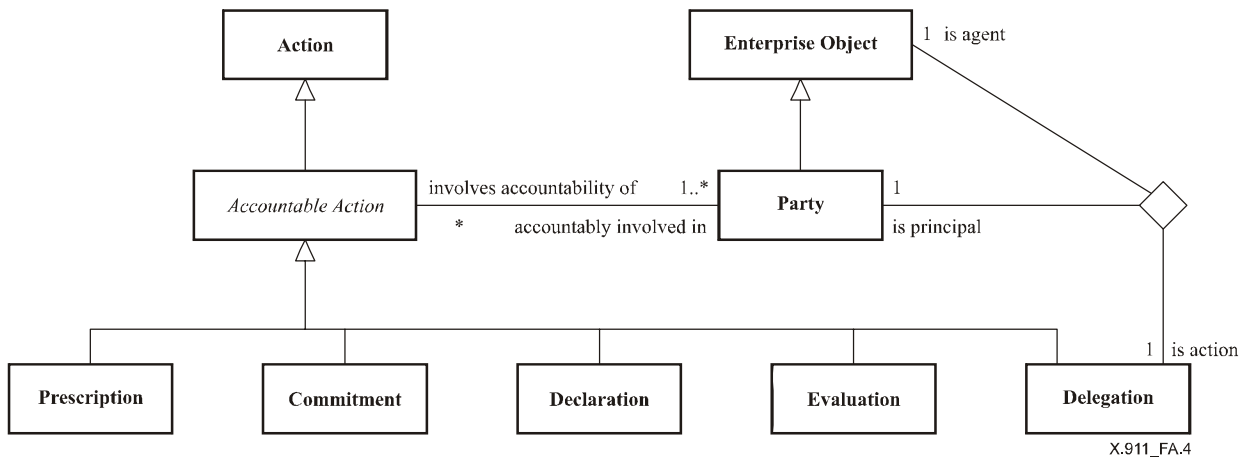 Action
Enterprise Object
1 is agent
Accountable Action
involves accountability of 1..*
* accountably involved in
Party
1
is principal
1 is action
Prescription
Commitment
Declaration
Evaluation
Delegation
X.911_FA.4